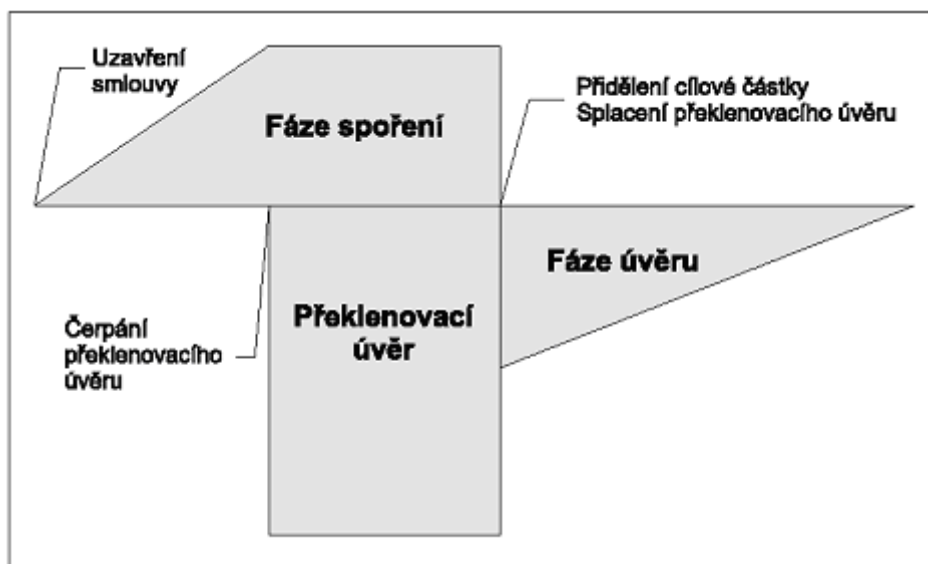 Uzavření
smlouvy
Fáze spoření
Přidělení cílové částky
Splacení překlenovacího úvěru
Fáze úvěru
Překlenovací
úvěr
Čerpání
překlenovacího
úvěru